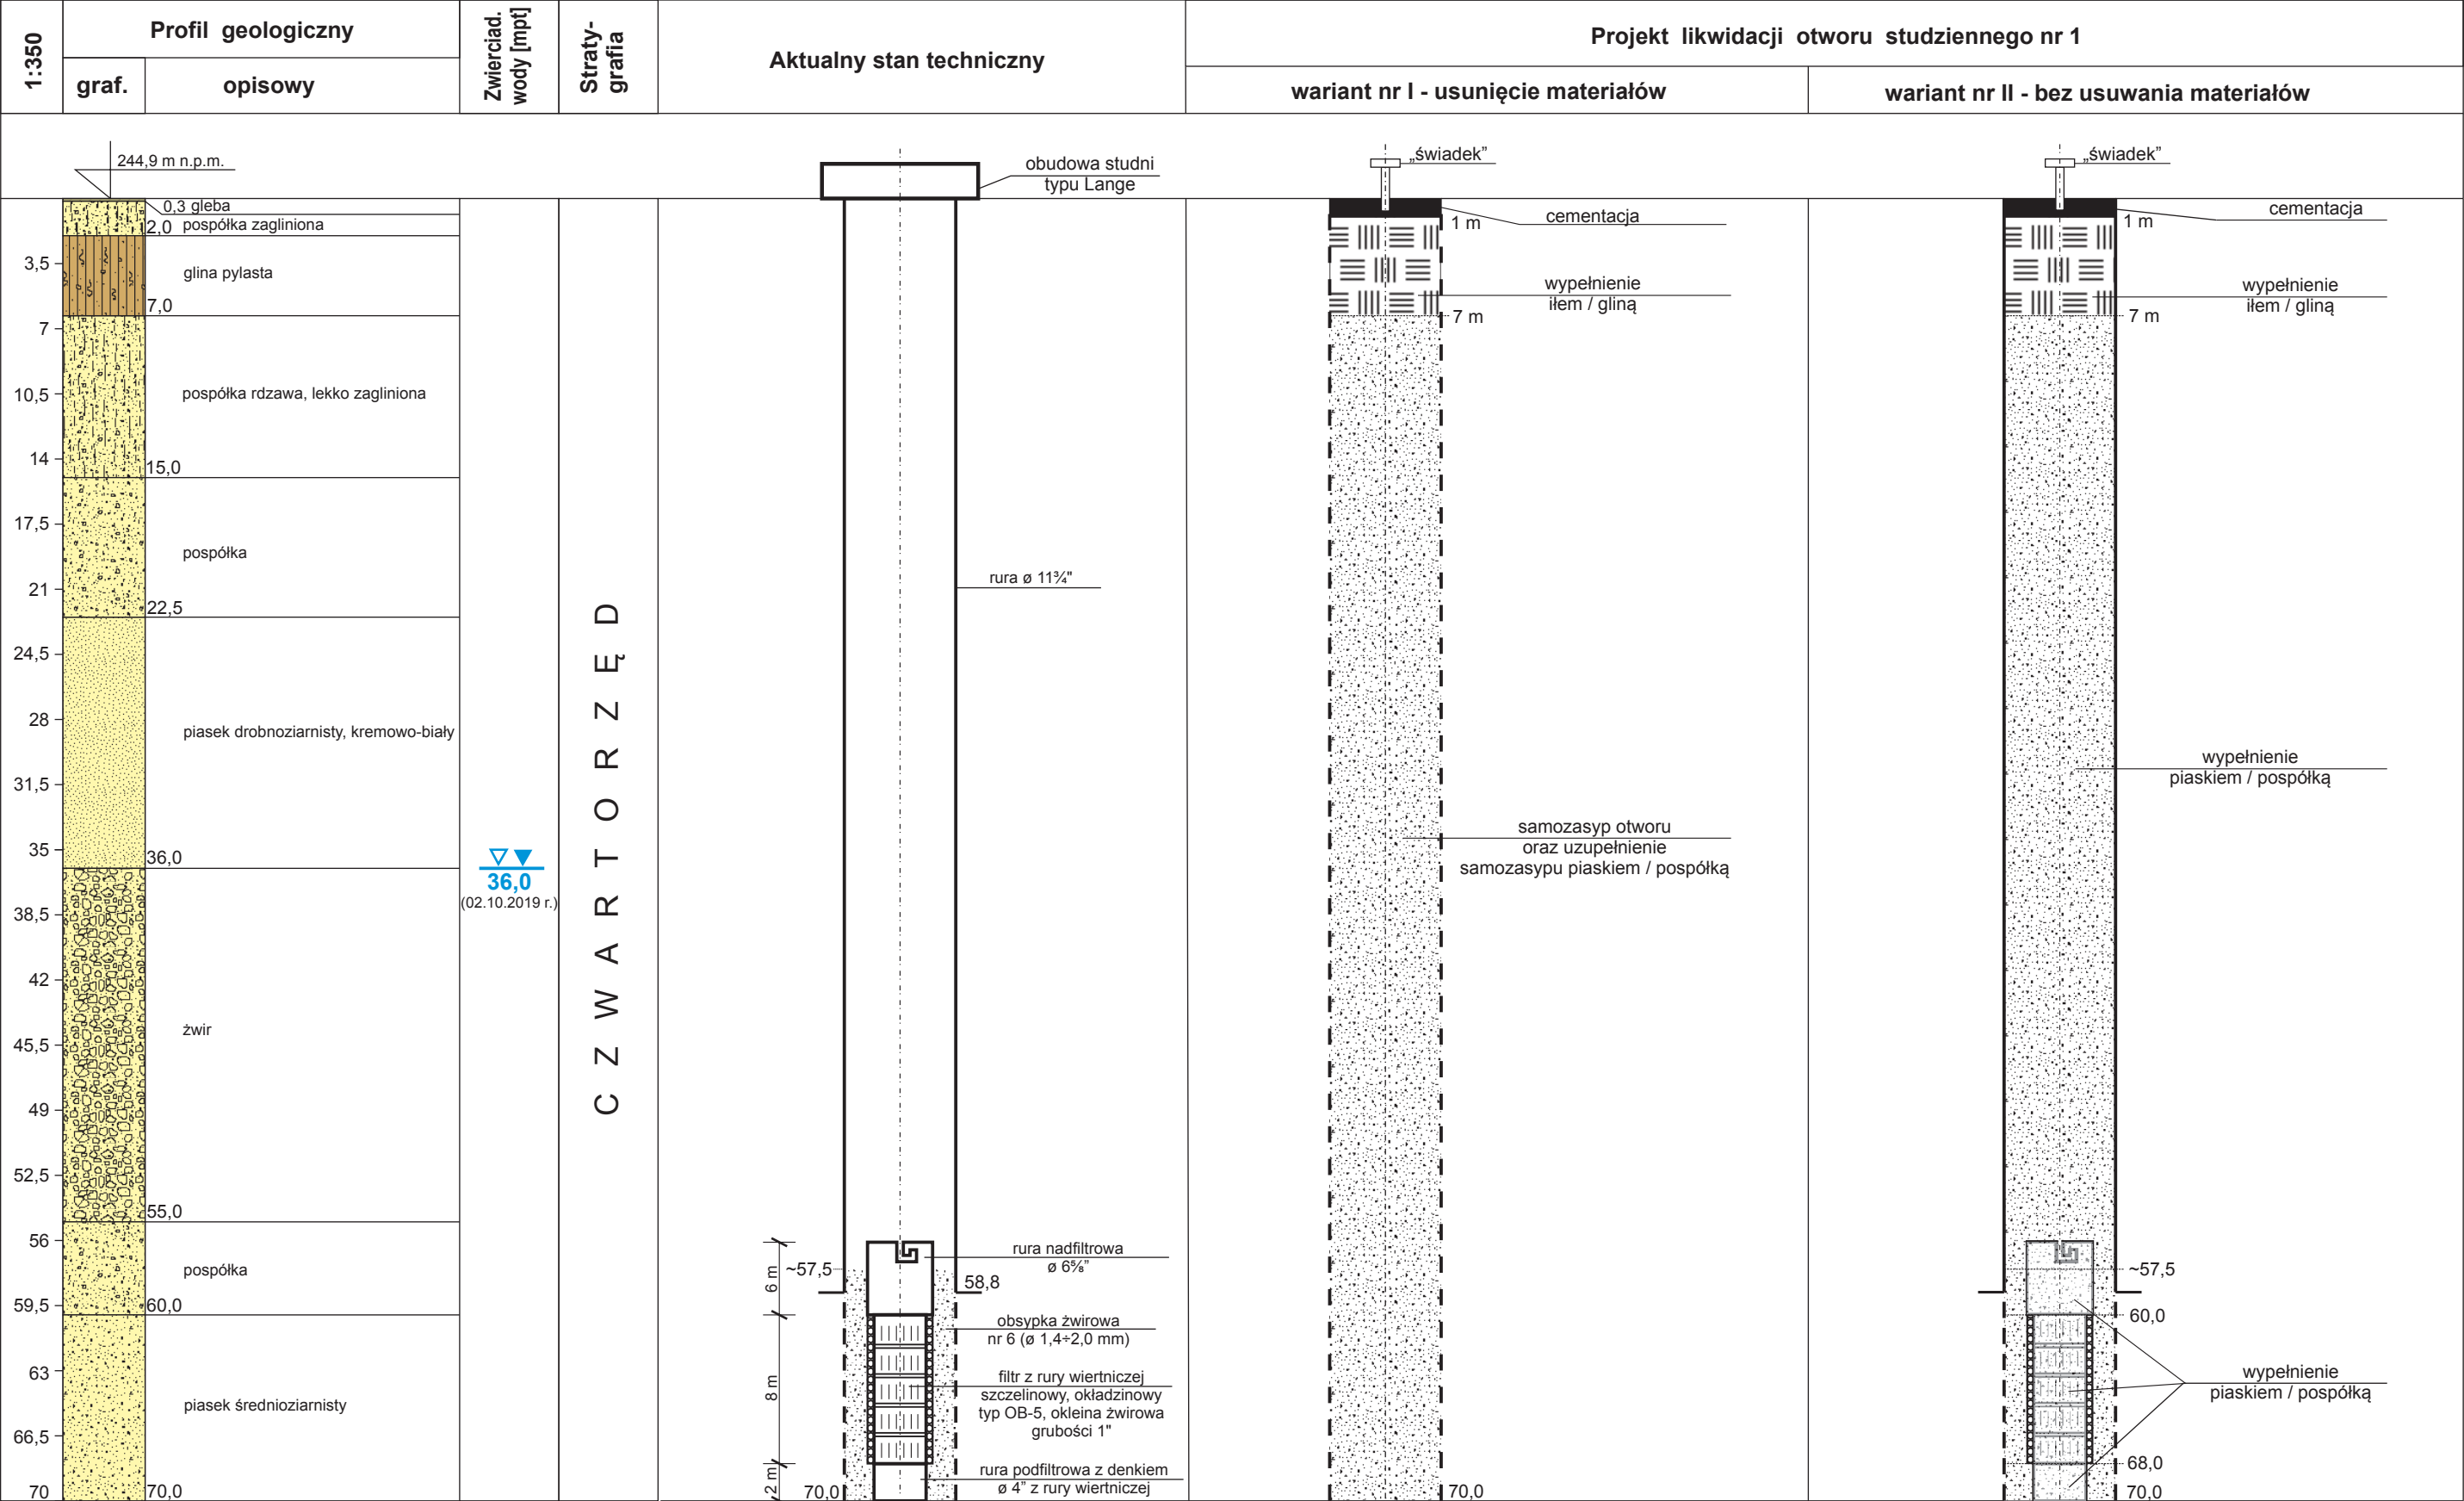 1:350
Profil geologiczny
graf.
opisowy
Zwierciad.
wody [mpt]
Straty-
grafia
Aktualny stan techniczny
Projekt likwidacji otworu studziennego nr 1
wariant nr I - usunięcie materiałów
wariant nr II - bez usuwania materiałów
244,9 m n.p.m.
0,3 gleba
2,0 pospółka zagliniona
glina pylasta
7,0
pospółka rdzawa, lekko zagliniona
15,0
pospółka
22,5
piasek drobnoziarnisty, kremowo-biały
36,0
żwir
55,0
pospółka
60,0
piasek średnioziarnisty
70,0
3,5
7
10,5
14
17,5
21
24,5
28
31,5
35
38,5
42
45,5
49
52,5
56
59,5
63
66,5
70
36,0
(02.10.2019 r.)
CZWARTORZĘD
obudowa studni
typu Lange
rura ø 11¾"
rura nadfiltrowa
ø 6⅝”
6 m
~57,5
58,8
obsypka żwirowa
nr 6 (ø 1,4÷2,0 mm)
8 m
filtr z rury wiertniczej
szczelinowy, okładzinowy
typ OB-5, okleina żwirowa
grubości 1"
2 m
rura podfiltrowa z denkiem
ø 4” z rury wiertniczej
70,0
„świadek”
cementacja
1 m
wypełnienie
iłem / gliną
7 m
samozasyp otworu
oraz uzupełnienie
samozasypu piaskiem / pospółką
70,0
„świadek”
cementacja
1 m
wypełnienie
iłem / gliną
7 m
wypełnienie
piaskiem / pospółką
~57,5
60,0
wypełnienie
piaskiem / pospółką
68,0
70,0